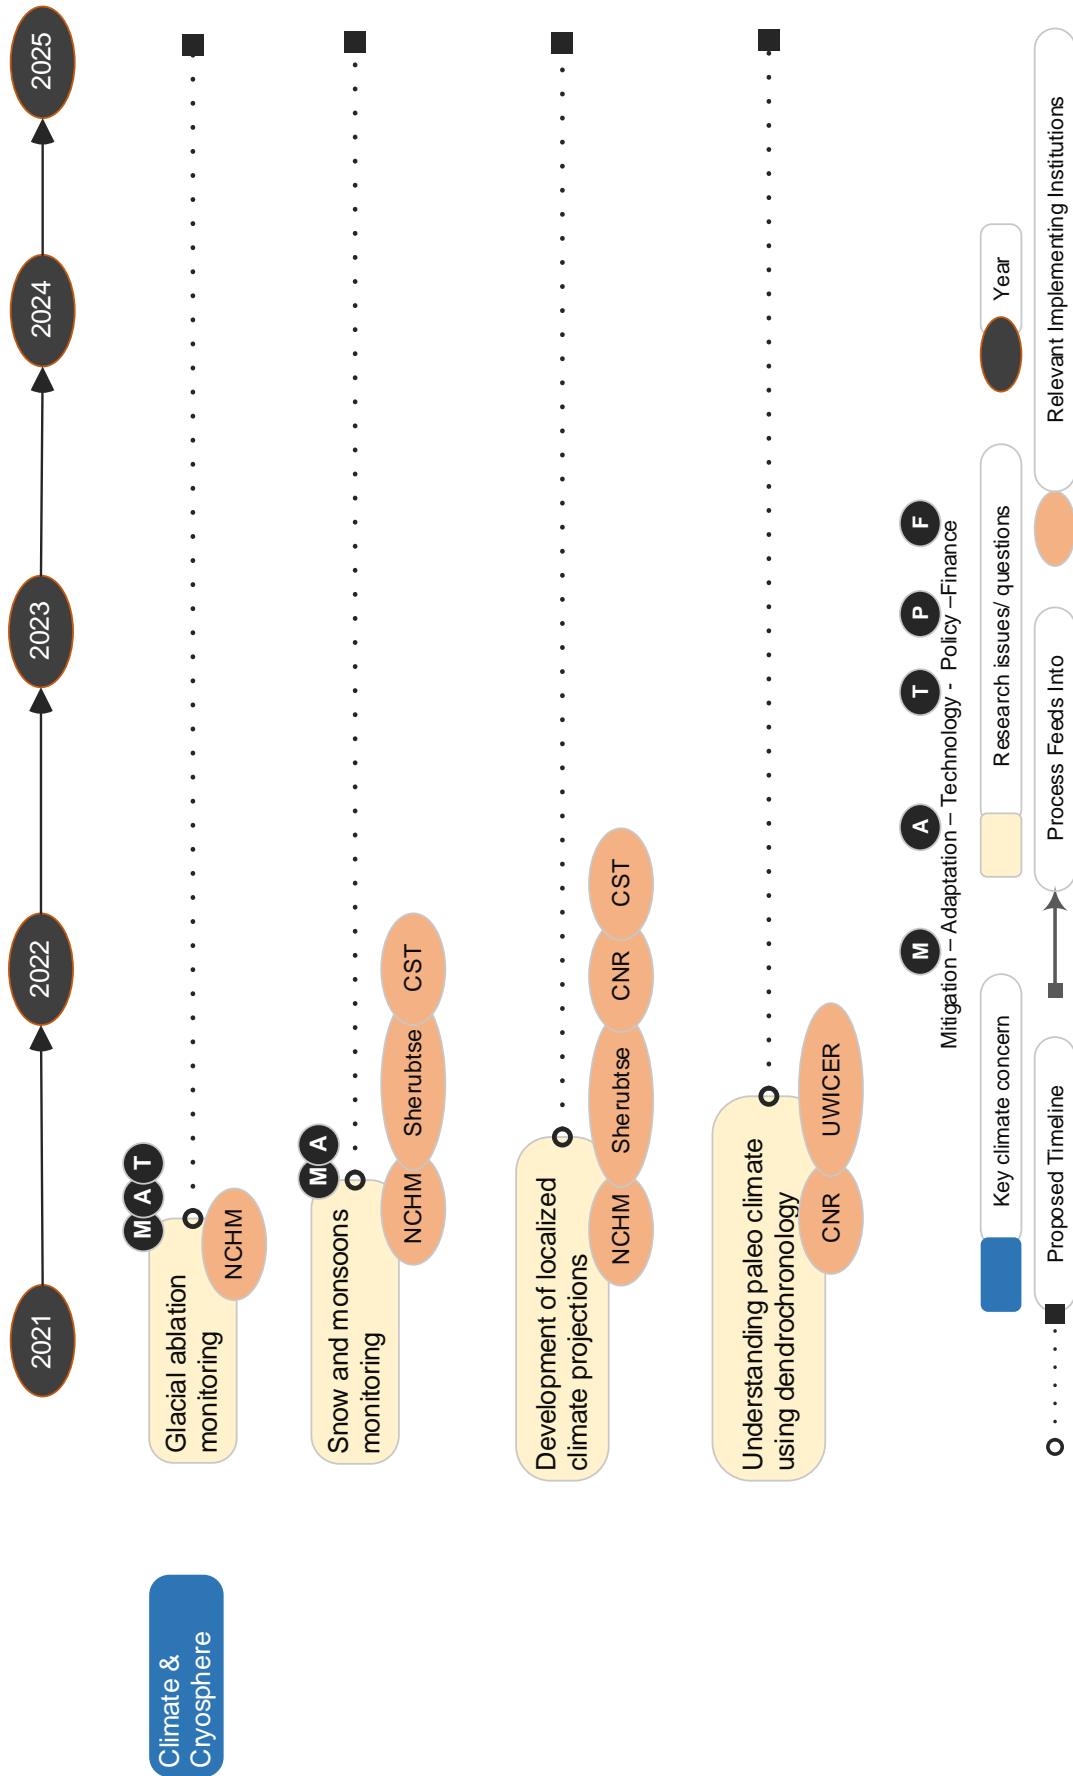 2021
2022
2023
2024
2025
Climate &
Cryosphere
Glacial ablation
monitoring
M
A
T
NCHM
Snow and monsoons
monitoring
M
A
NCHM
Sherubtse
CST
Development of localized
climate projections
NCHM
Sherubtse
CNR
CST
Understanding paleo climate
using dendrochronology
CNR
UWICER
M
A
T
P
F
Mitigation – Adaptation – Technology - Policy –Finance
Key climate concern
Research issues/ questions
Year
Proposed Timeline
Process Feeds Into
Relevant Implementing Institutions